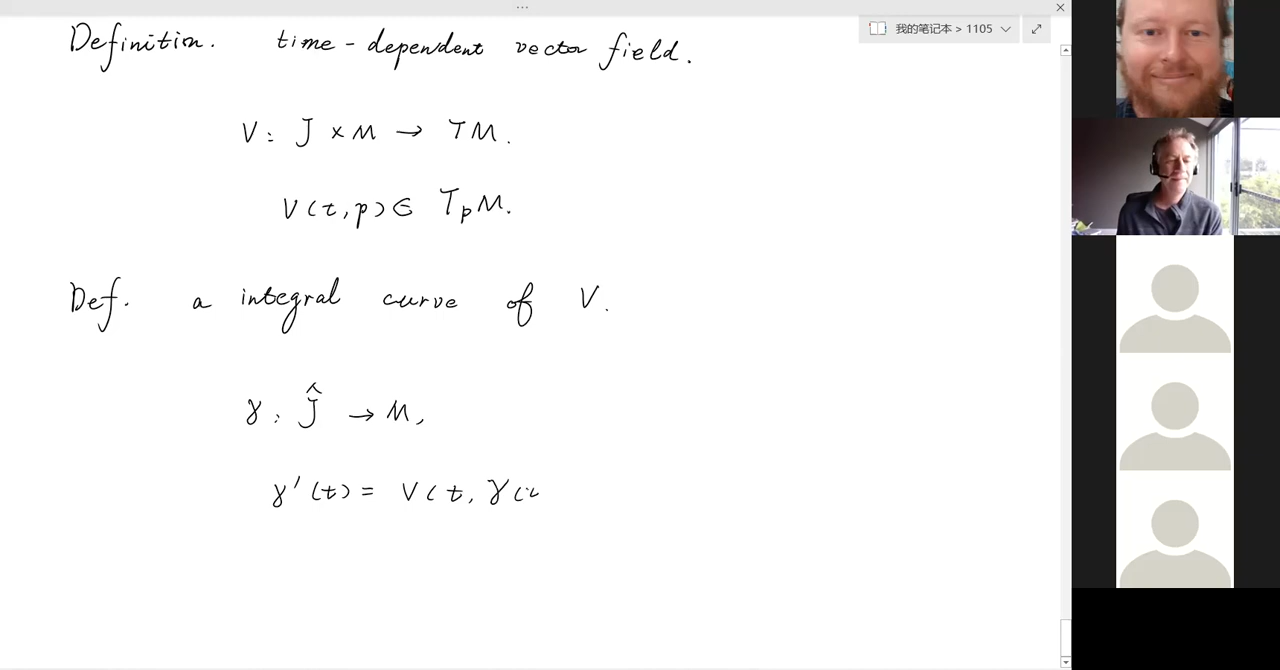 Definition. time-dependent vector field.
我的笔记本 > 1105
V: J × M → TM.
V(t,p) ∈ TpM.
Def. a integral curve of V.
γ: Ĵ → M,
γ'(t) = V(t, γ(